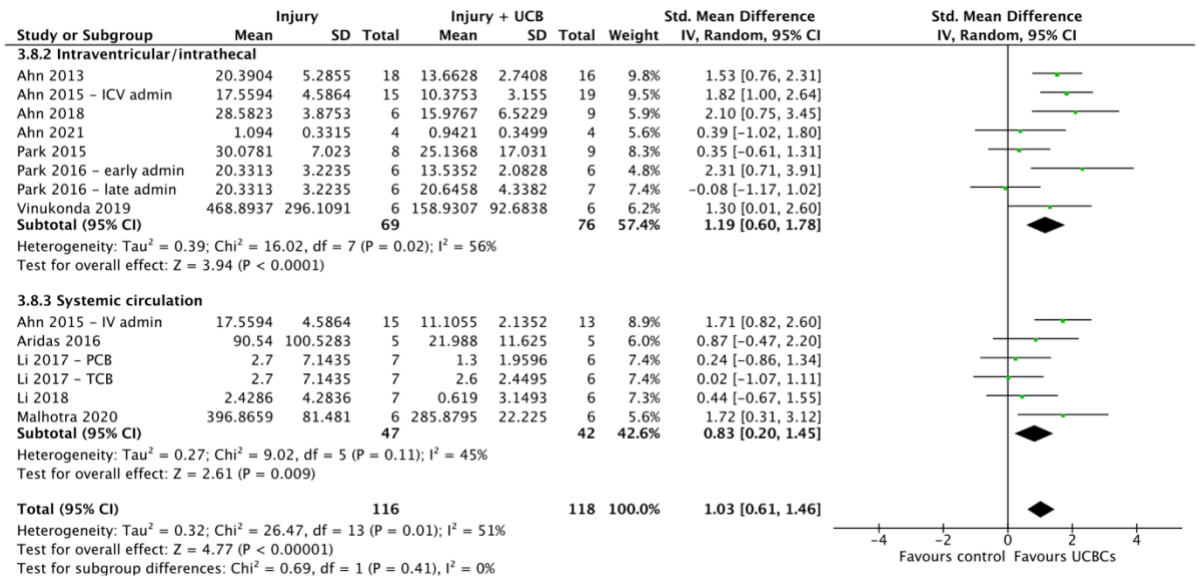 Injury Injury + UCB Std. Mean Difference Std. Mean Difference
Study or Subgroup Mean SD Total Mean SD Total Weight IV, Random, 95% CI IV, Random, 95% CI
3.8.2 Intraventricular/intrathecal
Ahn 2013 20.3904 5.2855 18 13.6628 2.7408 16 9.8% 1.53 [0.76, 2.31]
Ahn 2015 – ICV admin 17.5594 4.5864 15 10.3753 3.155 19 9.5% 1.82 [1.00, 2.64]
Ahn 2018 28.5823 3.8753 6 15.9767 6.5229 9 5.9% 2.10 [0.75, 3.45]
Ahn 2021 1.094 0.3315 4 0.9421 0.3499 4 5.6% 0.39 [−1.02, 1.80]
Park 2015 30.0781 7.023 8 25.1368 17.031 9 8.3% 0.35 [−0.61, 1.31]
Park 2016 – early admin 20.3313 3.2235 6 13.5352 2.0828 6 4.8% 2.31 [0.71, 3.91]
Park 2016 – late admin 20.3313 3.2235 6 20.6458 4.3382 7 7.4% −0.08 [−1.17, 1.02]
Vinukonda 2019 468.8937 296.1091 6 158.9307 92.6838 6 6.2% 1.30 [0.01, 2.60]
Subtotal (95% CI) 69 76 57.4% 1.19 [0.60, 1.78]
Heterogeneity: Tau² = 0.39; Chi² = 16.02, df = 7 (P = 0.02); I² = 56%
Test for overall effect: Z = 3.94 (P < 0.0001)
3.8.3 Systemic circulation
Ahn 2015 – IV admin 17.5594 4.5864 15 11.1055 2.1352 13 8.9% 1.71 [0.82, 2.60]
Aridas 2016 90.54 100.5283 5 21.988 11.625 5 6.0% 0.87 [−0.47, 2.20]
Li 2017 – PCB 2.7 7.1435 7 1.3 1.9596 6 7.4% 0.24 [−0.86, 1.34]
Li 2017 – TCB 2.7 7.1435 7 2.6 2.4495 6 7.4% 0.02 [−1.07, 1.11]
Li 2018 2.4286 4.2836 7 0.619 3.1493 6 7.3% 0.44 [−0.67, 1.55]
Malhotra 2020 396.8659 81.481 6 285.8795 22.225 6 5.6% 1.72 [0.31, 3.12]
Subtotal (95% CI) 47 42 42.6% 0.83 [0.20, 1.45]
Heterogeneity: Tau² = 0.27; Chi² = 9.02, df = 5 (P = 0.11); I² = 45%
Test for overall effect: Z = 2.61 (P = 0.009)
Total (95% CI) 116 118 100.0% 1.03 [0.61, 1.46]
Heterogeneity: Tau² = 0.32; Chi² = 26.47, df = 13 (P = 0.01); I² = 51%
Test for overall effect: Z = 4.77 (P < 0.00001)
Test for subgroup differences: Chi² = 0.69, df = 1 (P = 0.41), I² = 0%
−4 −2 0 2 4
Favours control Favours UCBCs